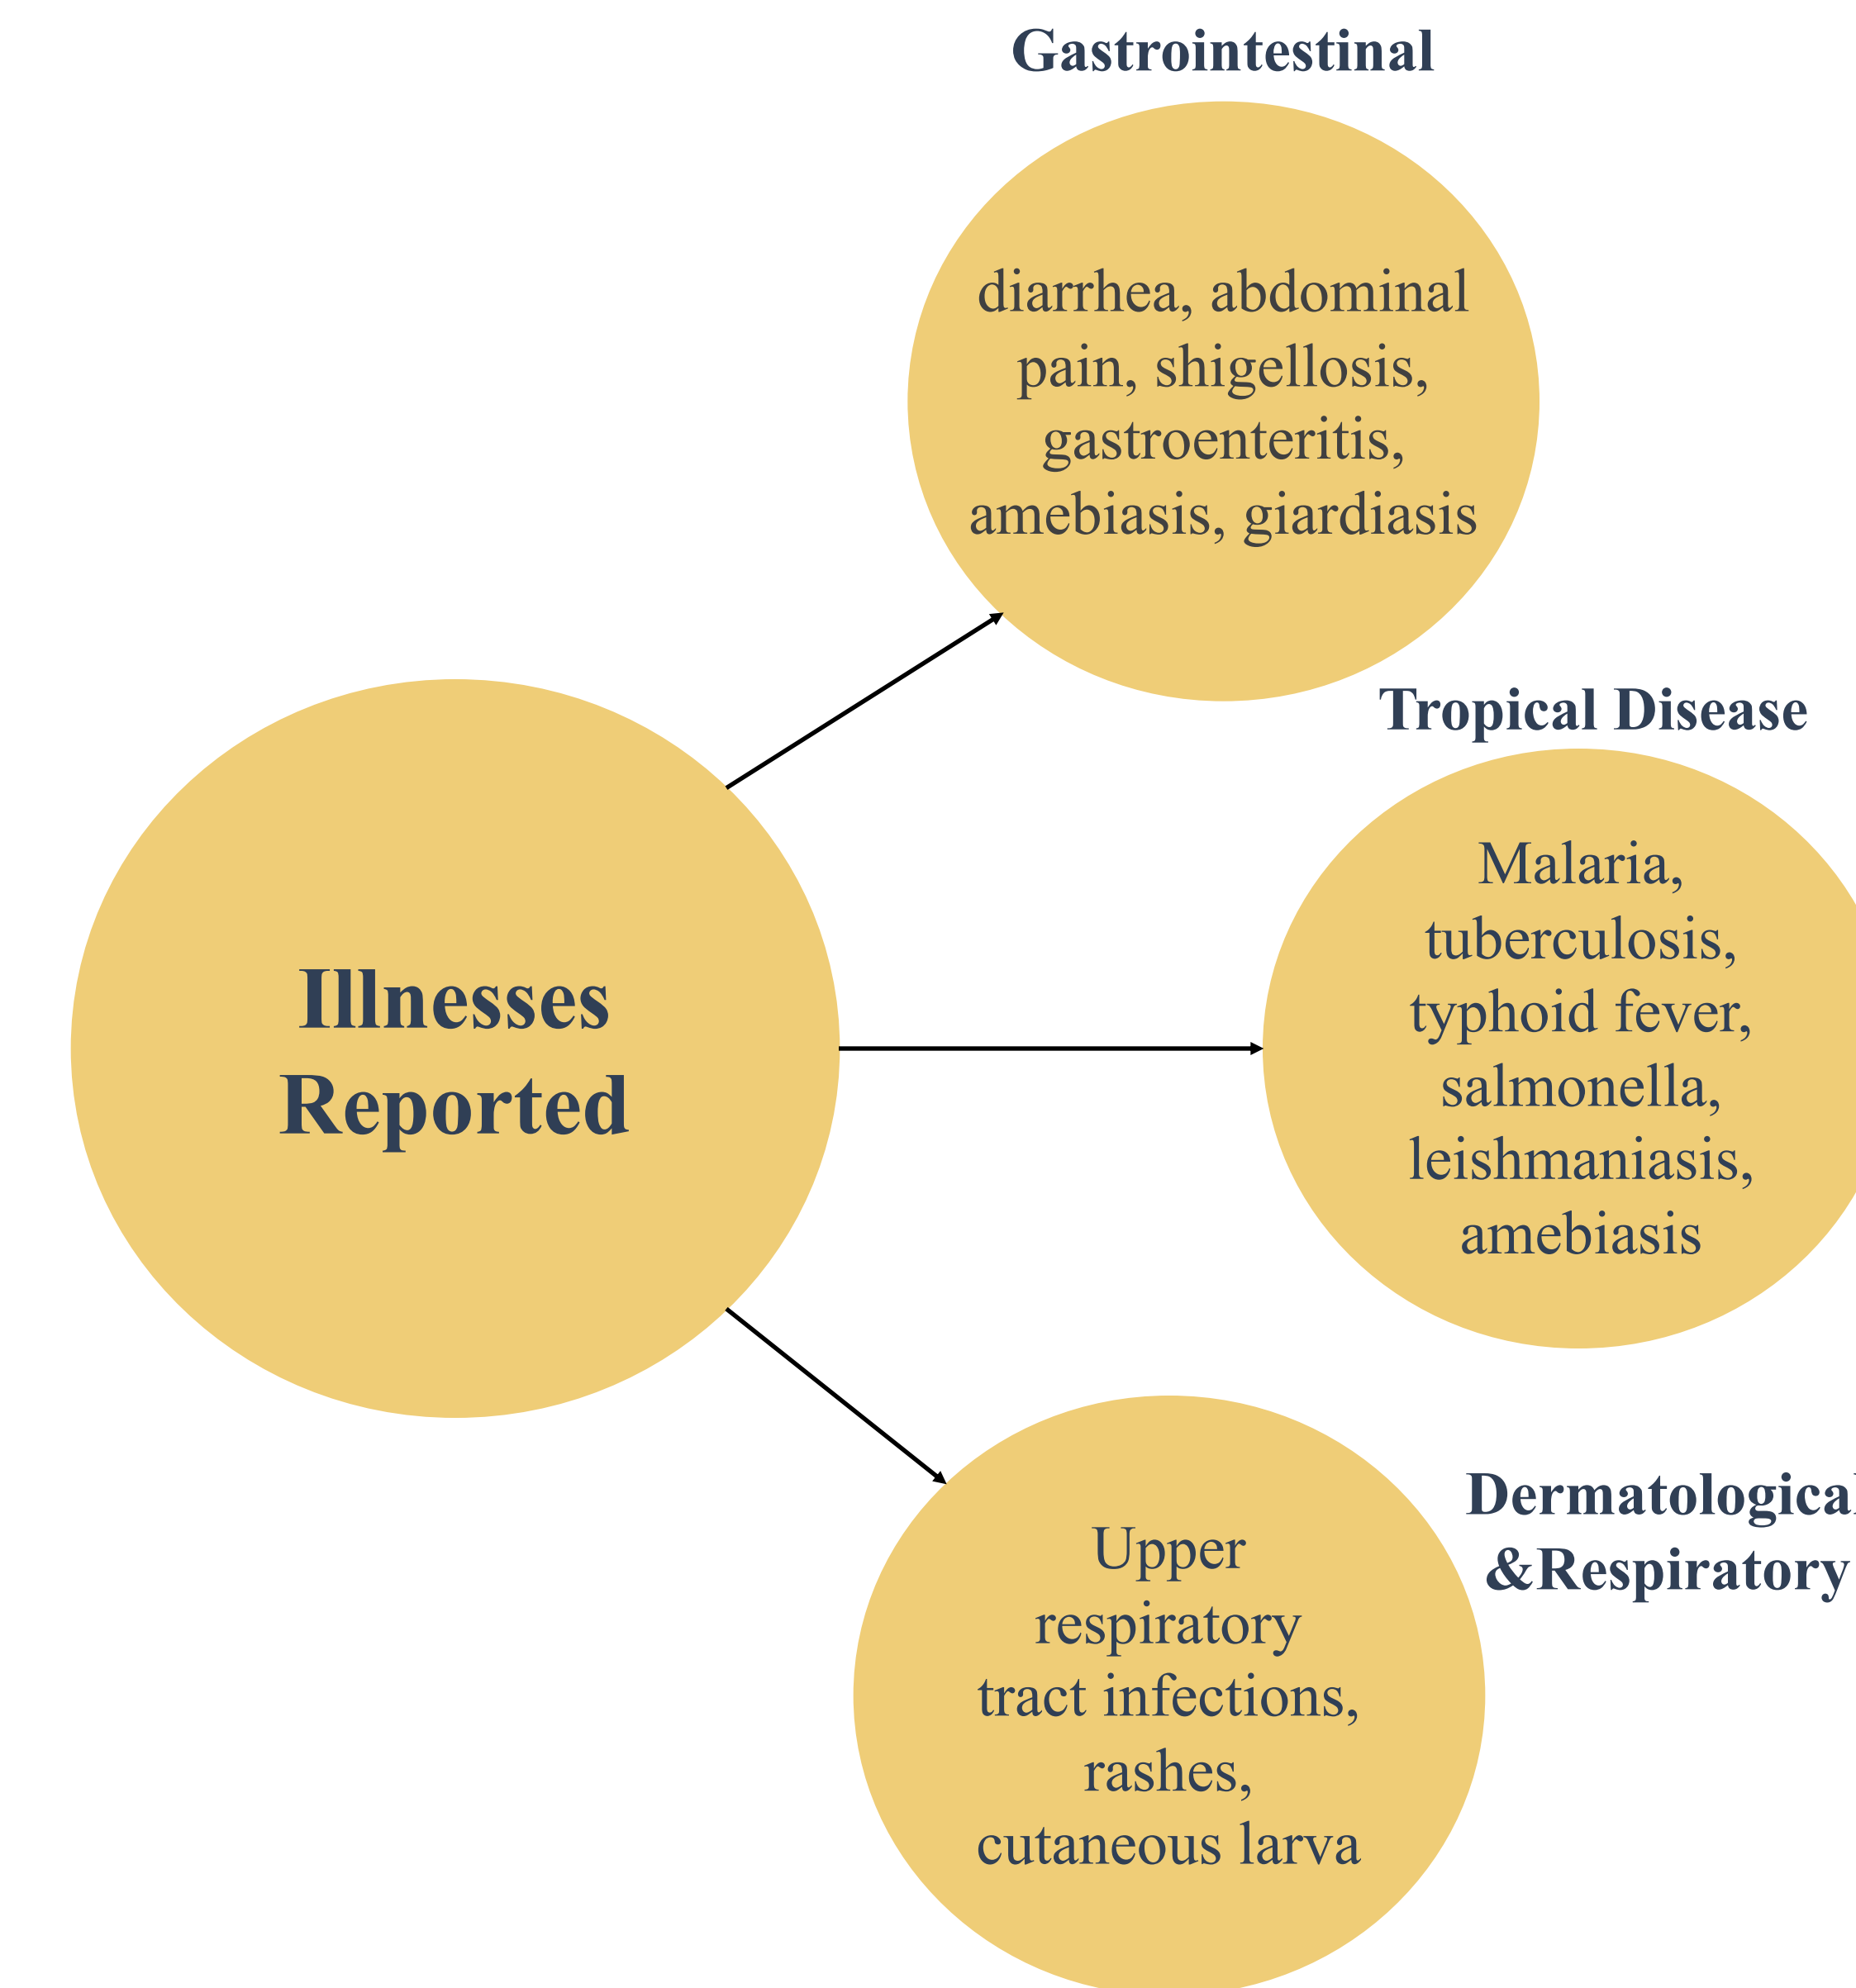 Gastrointestinal
diarrhea, abdominal
pain, shigellosis,
gastroenteritis,
amebiasis, giardiasis
Tropical Disease
Malaria,
tuberculosis,
typhoid fever,
salmonella,
leishmaniasis,
amebiasis
Illnesses
Reported
Dermatological
&Respiratory
Upper
respiratory
tract infections,
rashes,
cutaneous larva